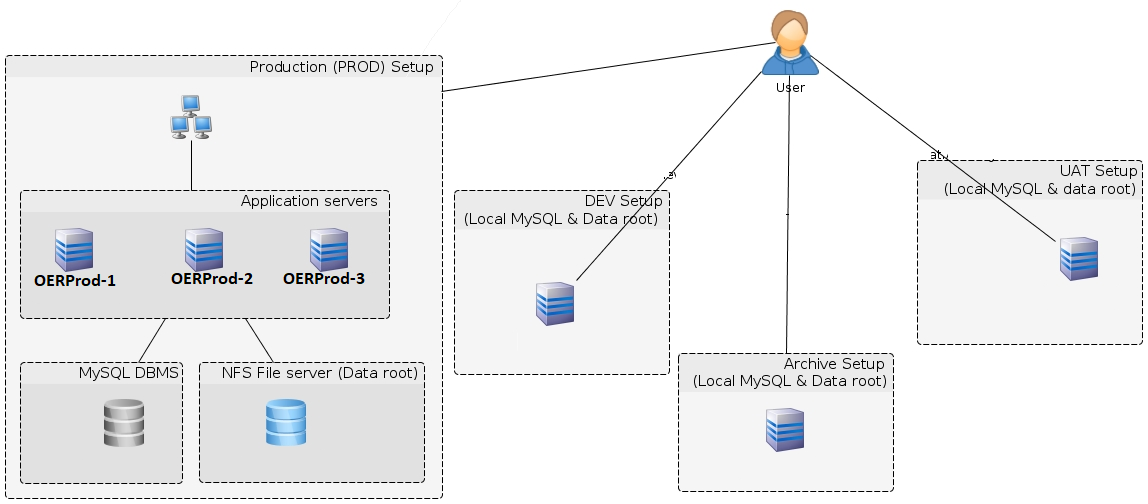 User
Production (PROD) Setup
Application servers
OERProd-1
OERProd-2
OERProd-3
MySQL DBMS
NFS File server (Data root)
DEV Setup
(Local MySQL & Data root)
Archive Setup
(Local MySQL & Data root)
UAT Setup
(Local MySQL & data root)